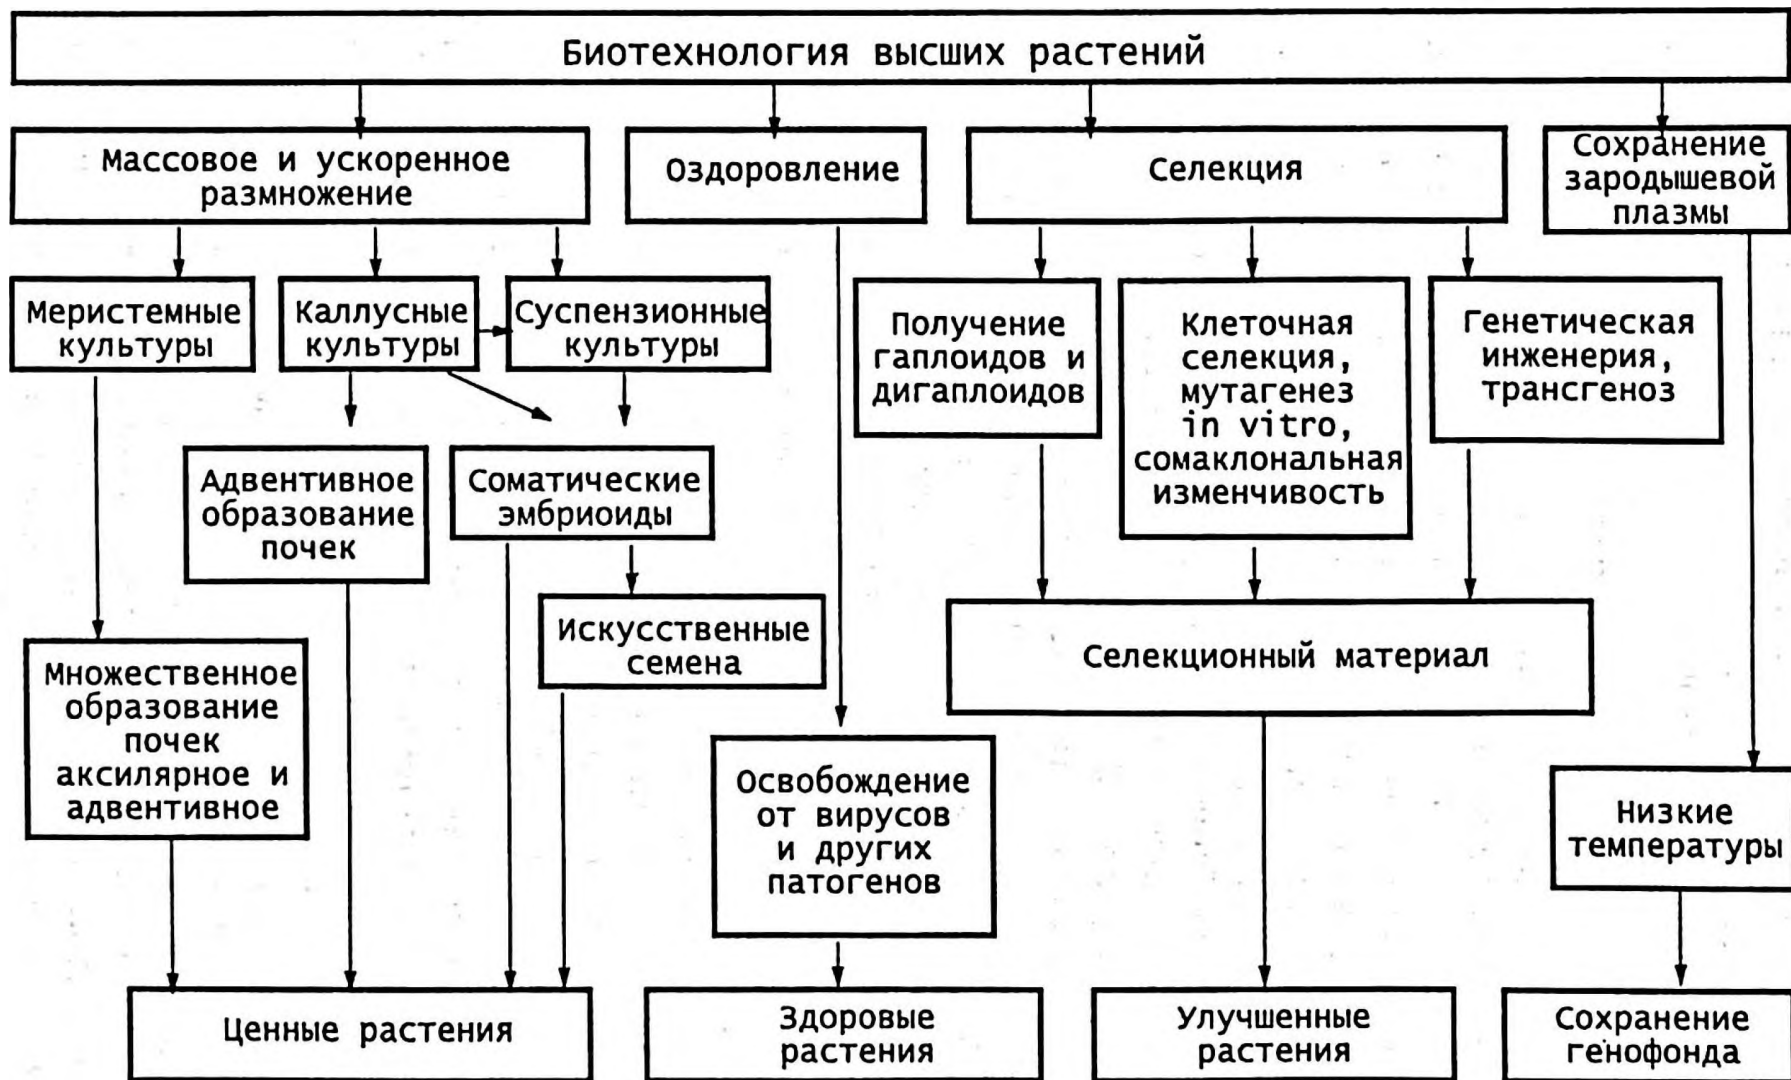 Биотехнология высших растений
Массовое и ускоренное
размножение
Оздоровление
Селекция
Сохранение
зародышевой
плазмы
Меристемные
культуры
Каллусные
культуры
Суспензионные
культуры
Получение
гаплоидов и
дигаплоидов
Клеточная
селекция,
мутагенез
in vitro,
сомаклональная
изменчивость
Генетическая
инженерия,
трансгеноз
Адвентивное
образование
почек
Соматические
эмбриоиды
Искусственные
семена
Селекционный материал
Множественное
образование
почек
аксилярное и
адвентивное
Освобождение
от вирусов
и других
патогенов
Низкие
температуры
Ценные растения
Здоровые
растения
Улучшенные
растения
Сохранение
генофонда